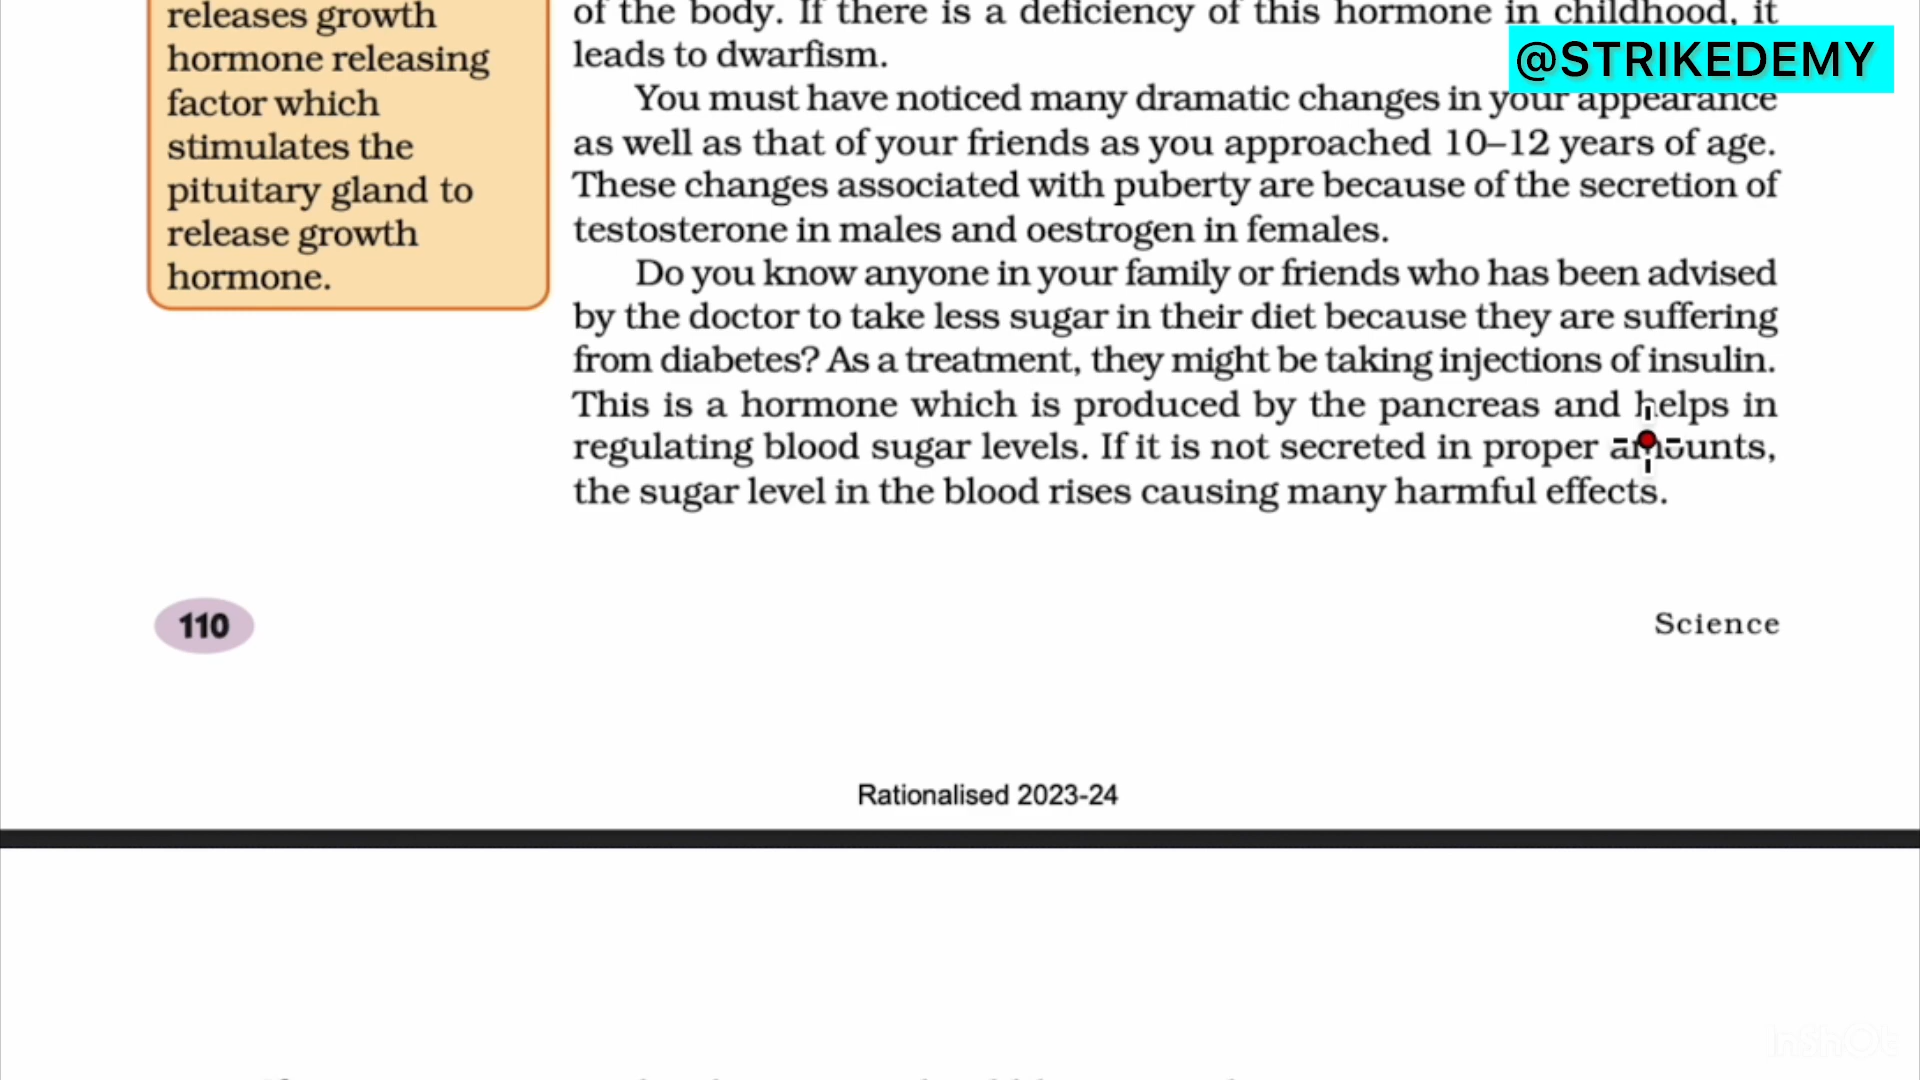 releases growth
hormone releasing
factor which
stimulates the
pituitary gland to
release growth
hormone.
of the body. If there is a deficiency of this hormone in childhood, it
leads to dwarfism.
@STRIKEDEMY
You must have noticed many dramatic changes in your appearance
as well as that of your friends as you approached 10–12 years of age.
These changes associated with puberty are because of the secretion of
testosterone in males and oestrogen in females.
Do you know anyone in your family or friends who has been advised
by the doctor to take less sugar in their diet because they are suffering
from diabetes? As a treatment, they might be taking injections of insulin.
This is a hormone which is produced by the pancreas and helps in
regulating blood sugar levels. If it is not secreted in proper amounts,
the sugar level in the blood rises causing many harmful effects.
110
Science
Rationalised 2023-24
InShOt